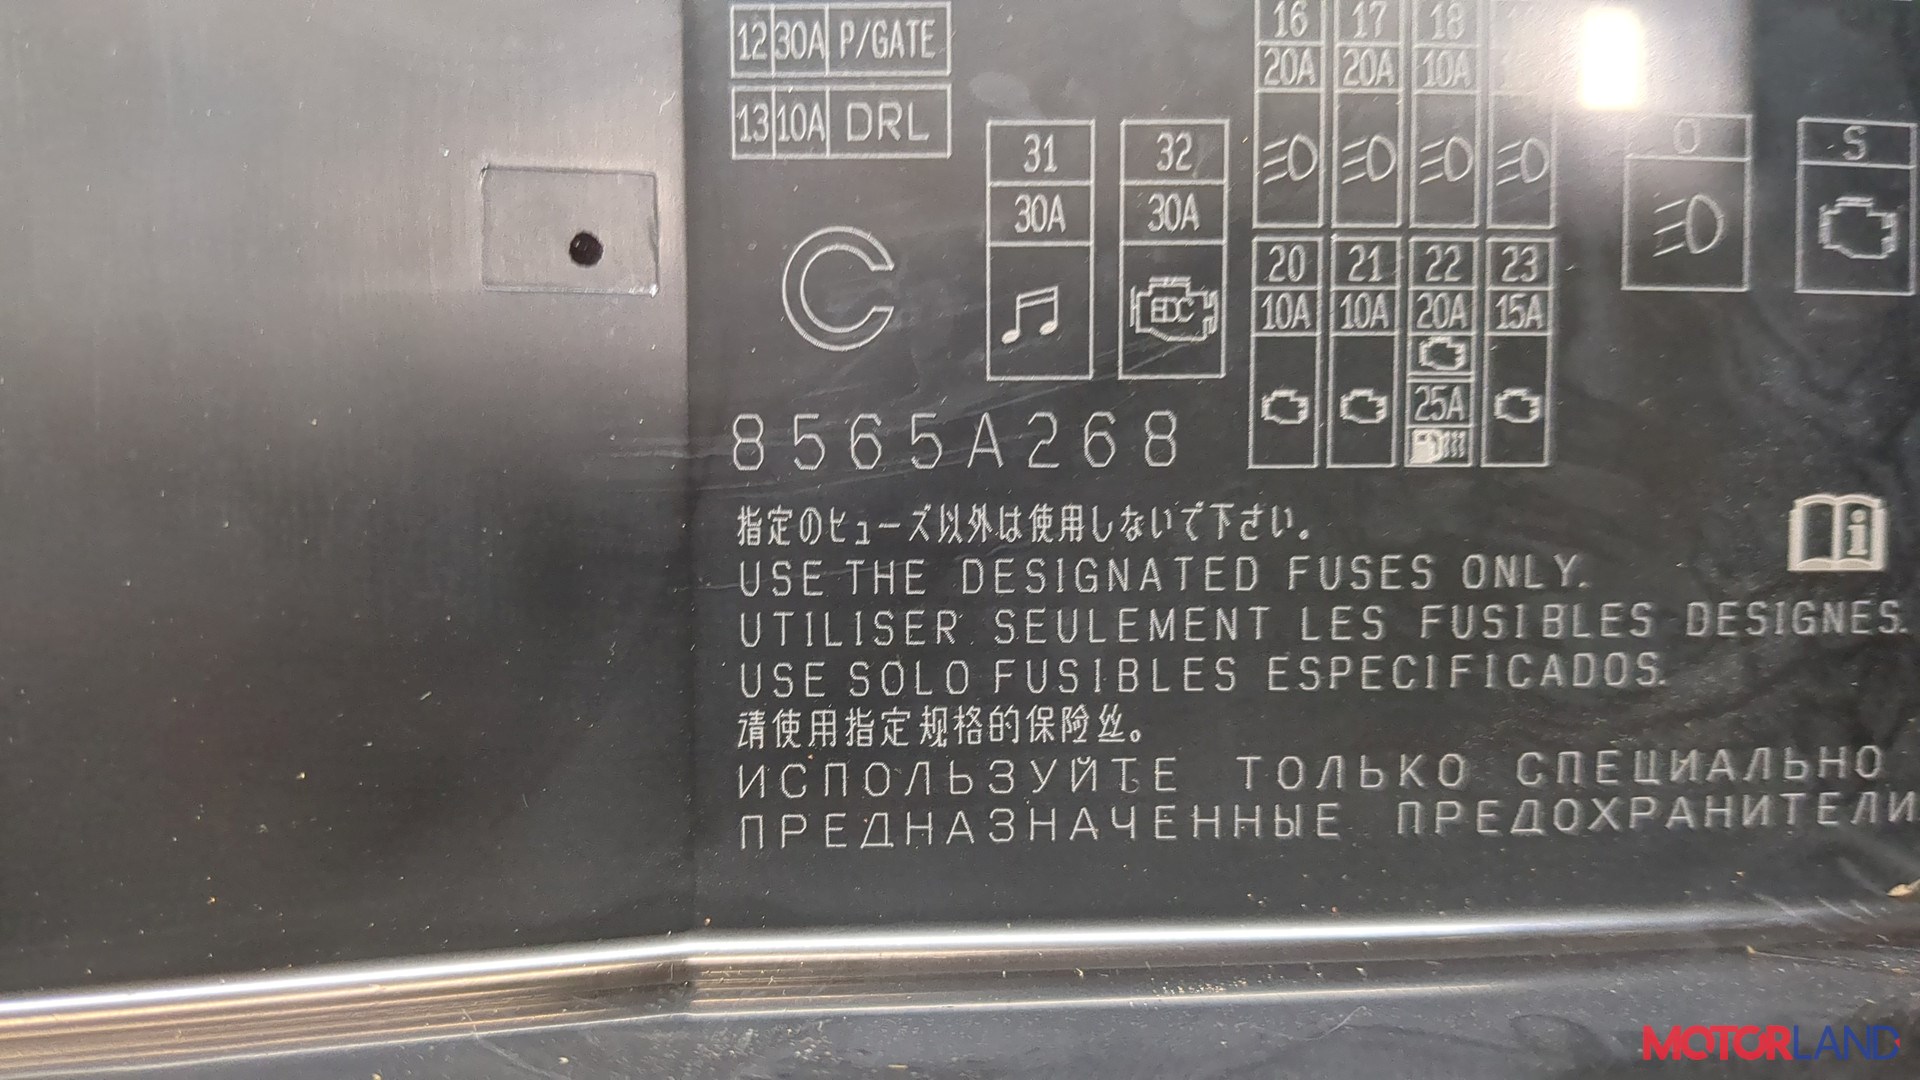 12 30A P/GATE
13 10A DRL
31
30A
32
30A
EDC
16 17 18
20A 20A 10A
20 21 22 23
10A 10A 20A 15A
25A
O
S
C
8565A268
指定のヒューズ以外は使用しないで下さい。
USE THE DESIGNATED FUSES ONLY.
UTILISER SEULEMENT LES FUSIBLES DESIGNES.
USE SOLO FUSIBLES ESPECIFICADOS.
请使用指定规格的保险丝。
ИСПОЛЬЗУЙТЕ ТОЛЬКО СПЕЦИАЛЬНО
ПРЕДНАЗНАЧЕННЫЕ ПРЕДОХРАНИТЕЛИ
MOTORLAND